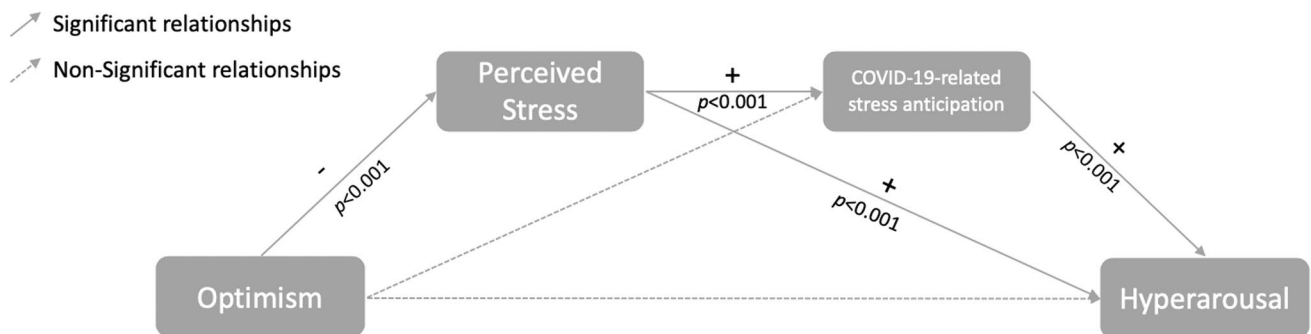 Significant relationships
Non-Significant relationships
Perceived
Stress
+
p<0.001
COVID-19-related
stress anticipation
-
p<0.001
+
p<0.001
+
p<0.001
Optimism
Hyperarousal